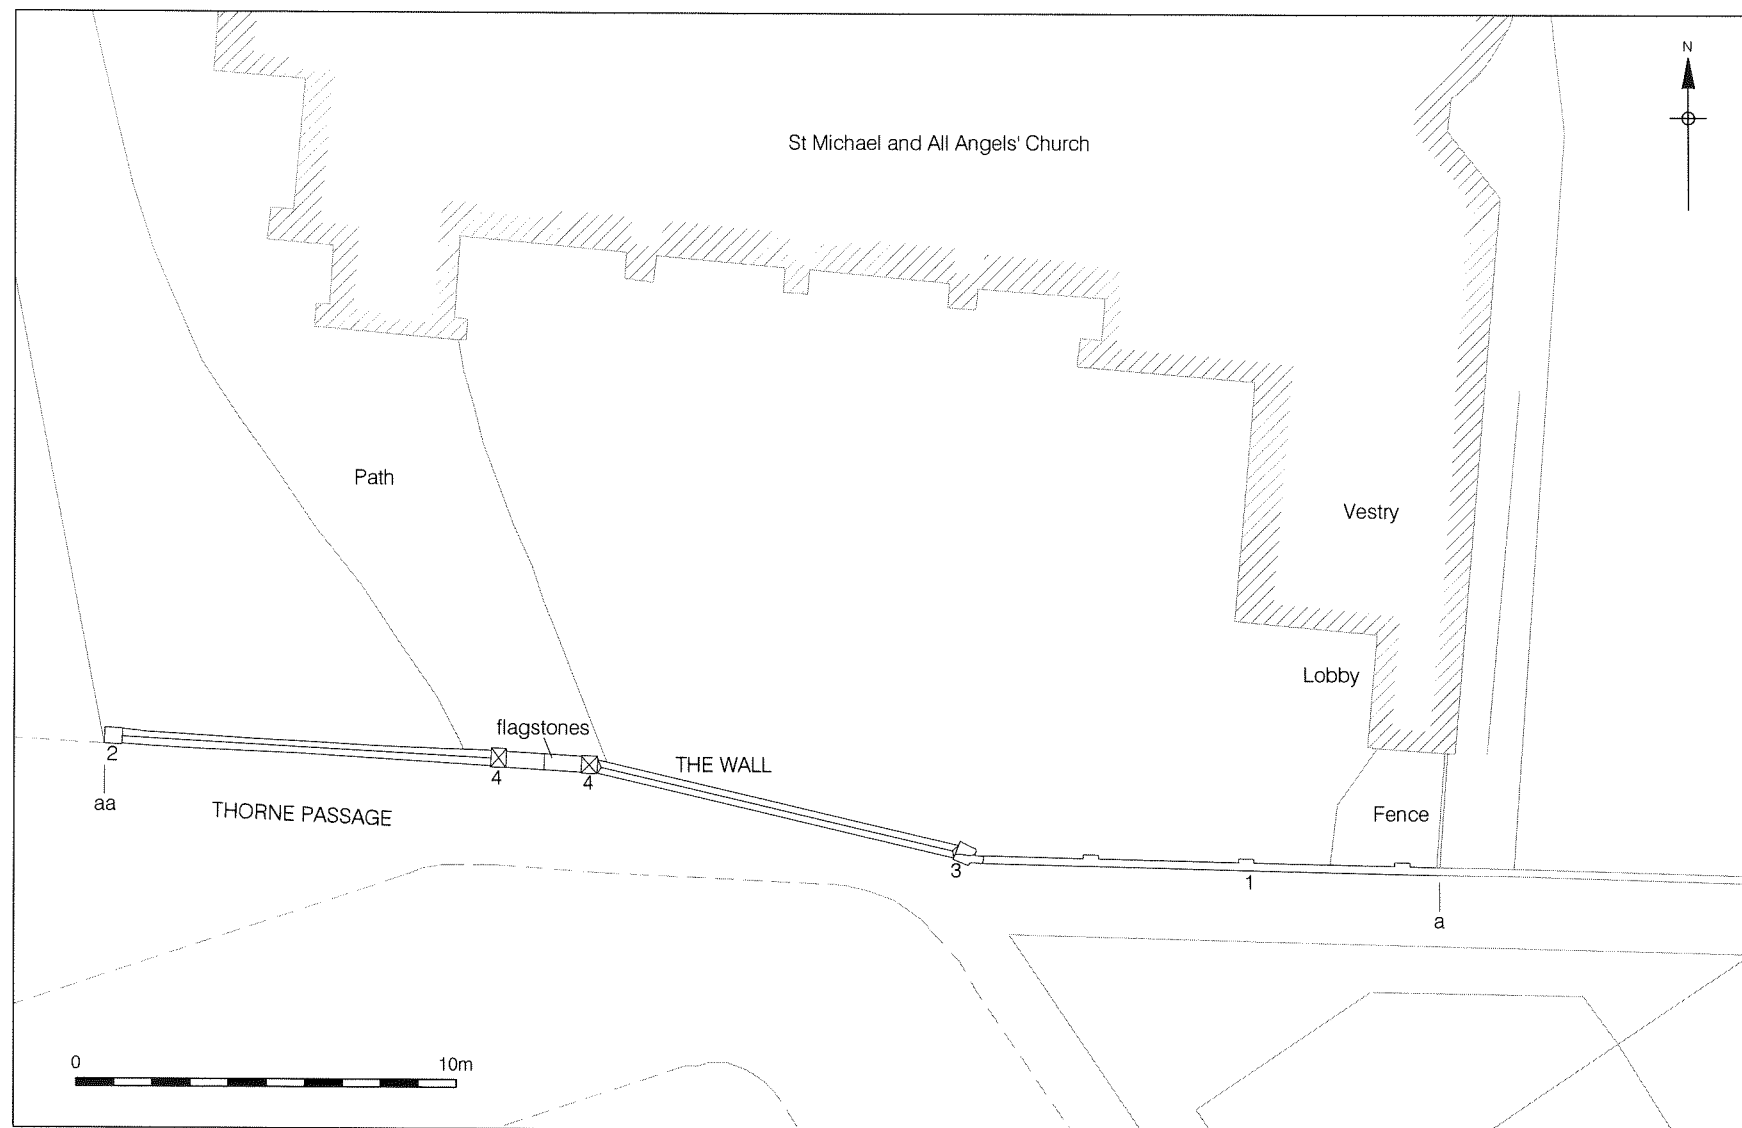 N
St Michael and All Angels' Church
Path
Vestry
Lobby
flagstones
THE WALL
2
4
4
aa
THORNE PASSAGE
Fence
3
1
a
0
10m